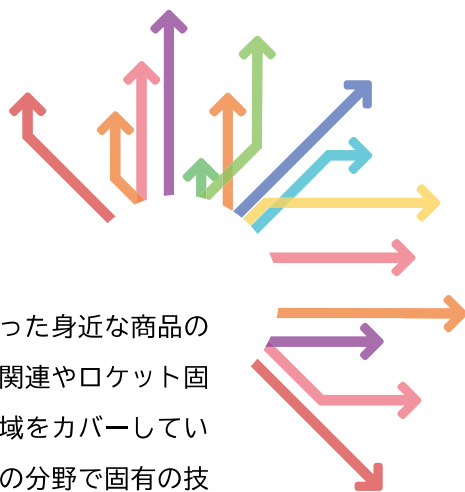 った身近な商品の
関連やロケット固
域をカバーしてい
の分野で固有の技